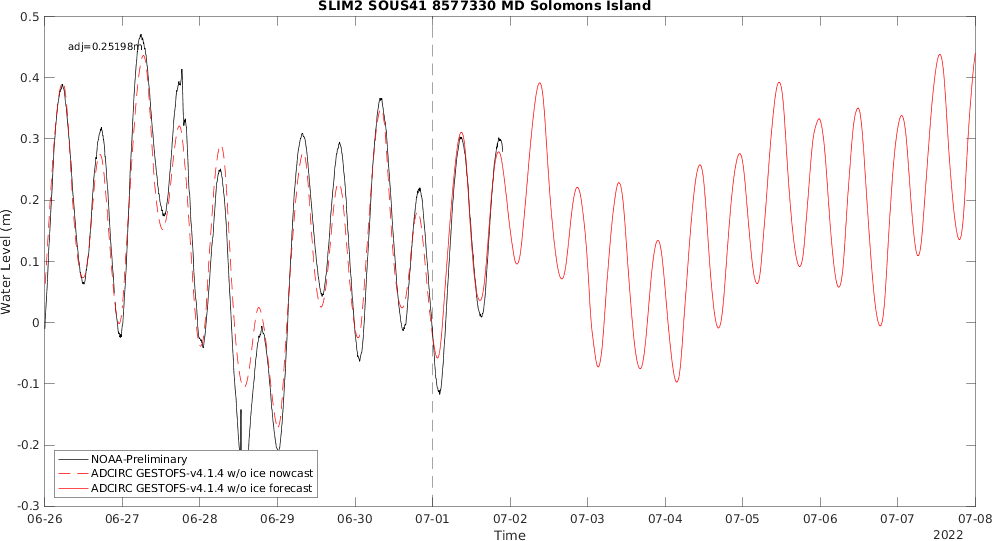 SLIM2 SOUS41 8577330 MD Solomons Island
adj=0.25198m
Water Level (m)
0.5
0.4
0.3
0.2
0.1
0
-0.1
-0.2
-0.3
NOAA-Preliminary
ADCIRC GESTOFS-v4.1.4 w/o ice nowcast
ADCIRC GESTOFS-v4.1.4 w/o ice forecast
06-26 06-27 06-28 06-29 06-30 07-01 07-02 07-03 07-04 07-05 07-06 07-07 07-08
Time
2022